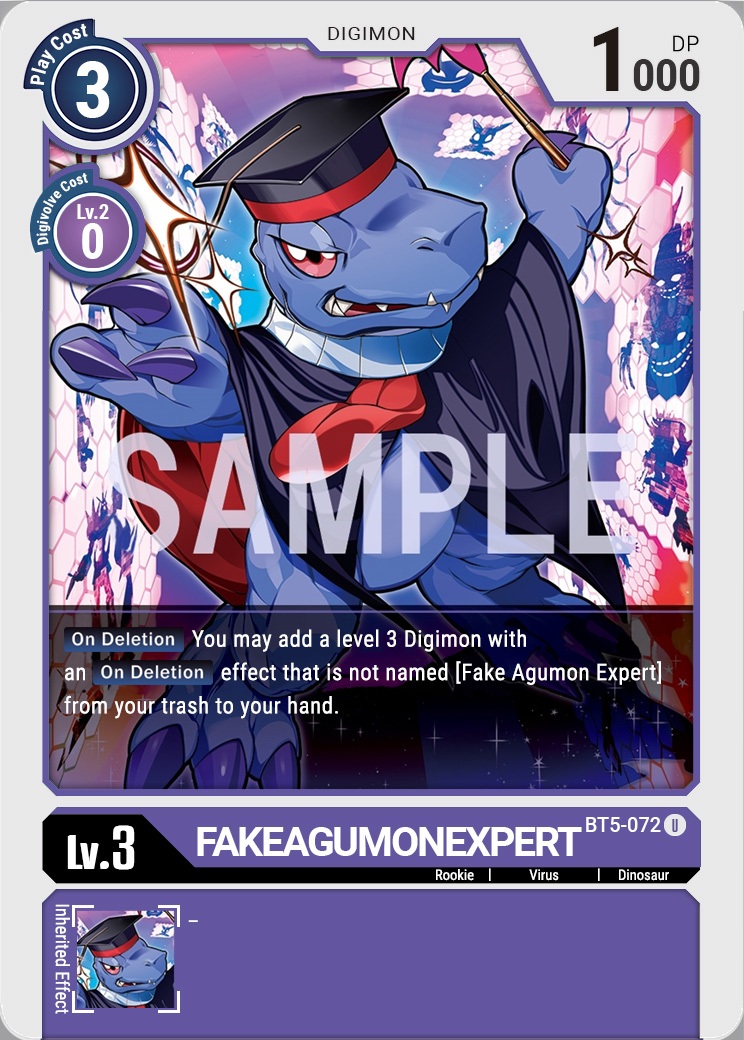 DIGIMON
Play Cost
3
DP
1000
Digivolve Cost
Lv.2
0
SAMPLE
On Deletion You may add a level 3 Digimon with
an On Deletion effect that is not named [Fake Agumon Expert]
from your trash to your hand.
Lv.3
FAKEAGUMONEXPERT
BT5-072 U
Rookie | Virus | Dinosaur
Inherited Effect
–